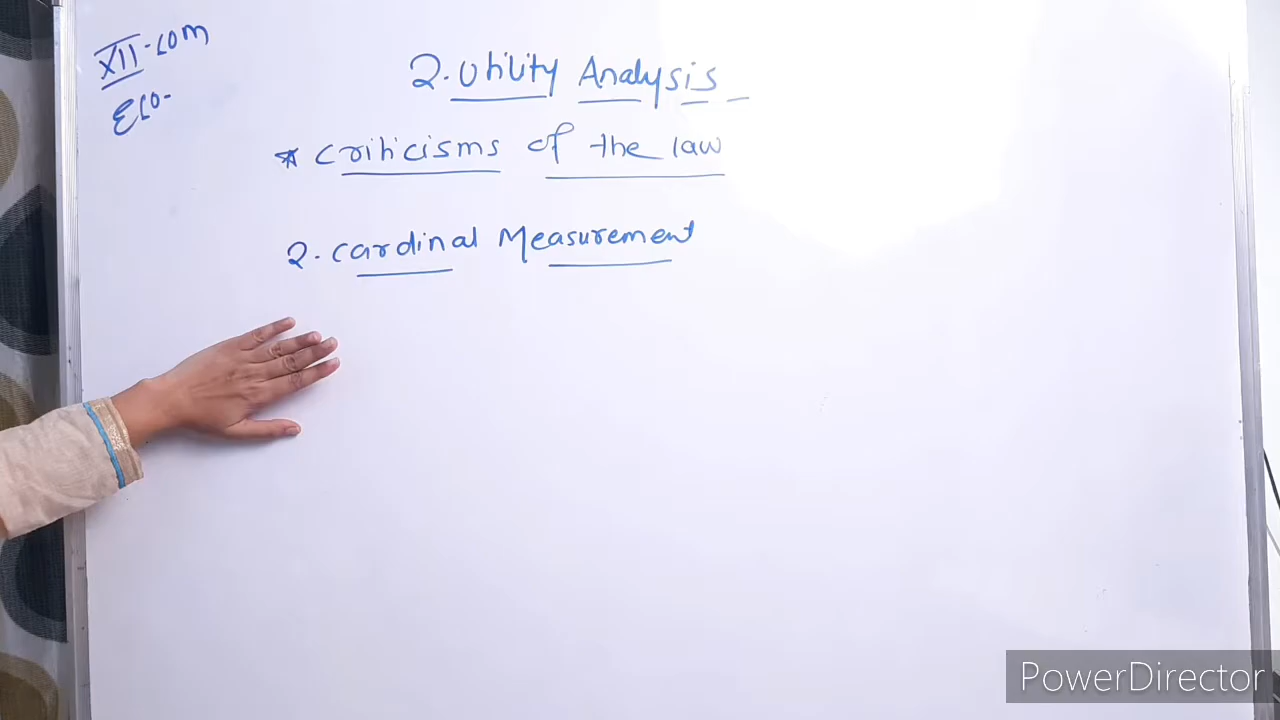 XII-com
Eco-
2. Utility Analysis
* criticisms of the law
2. cardinal Measurement
PowerDirector